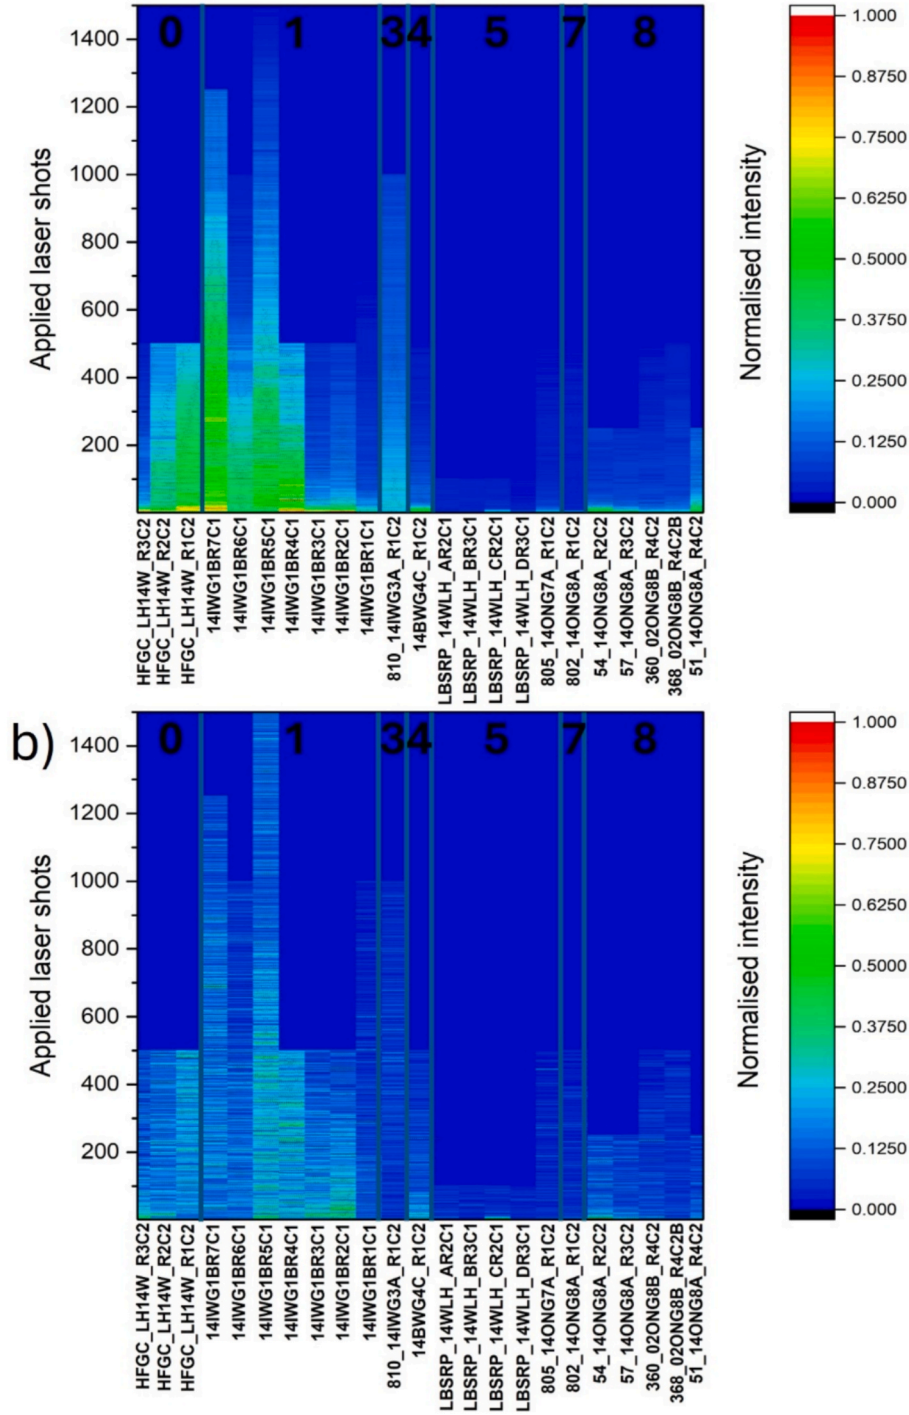 0 1 3 4 5 7 8
1400
1200
1000
800
600
400
200
Applied laser shots
HFGC_LH14W_R3C2
HFGC_LH14W_R2C2
HFGC_LH14W_R1C2
14IWG1BR7C1
14IWG1BR6C1
14IWG1BR5C1
14IWG1BR4C1
14IWG1BR3C1
14IWG1BR2C1
14IWG1BR1C1
810_14IWG3A_R1C2
14BWG4C_R1C2
LBSRP_14WLH_AR2C1
LBSRP_14WLH_BR3C1
LBSRP_14WLH_CR2C1
LBSRP_14WLH_DR3C1
805_14ONG7A_R1C2
802_14ONG8A_R1C2
54_14ONG8A_R2C2
57_14ONG8A_R3C2
360_02ONG8B_R4C2
368_02ONG8B_R4C2B
51_14ONG8A_R4C2
Normalised intensity
1.000
0.8750
0.7500
0.6250
0.5000
0.3750
0.2500
0.1250
0.000
b)
0 1 3 4 5 7 8
1400
1200
1000
800
600
400
200
Applied laser shots
HFGC_LH14W_R3C2
HFGC_LH14W_R2C2
HFGC_LH14W_R1C2
14IWG1BR7C1
14IWG1BR6C1
14IWG1BR5C1
14IWG1BR4C1
14IWG1BR3C1
14IWG1BR2C1
14IWG1BR1C1
810_14IWG3A_R1C2
14BWG4C_R1C2
LBSRP_14WLH_AR2C1
LBSRP_14WLH_BR3C1
LBSRP_14WLH_CR2C1
LBSRP_14WLH_DR3C1
805_14ONG7A_R1C2
802_14ONG8A_R1C2
54_14ONG8A_R2C2
57_14ONG8A_R3C2
360_02ONG8B_R4C2
368_02ONG8B_R4C2B
51_14ONG8A_R4C2
Normalised intensity
1.000
0.8750
0.7500
0.6250
0.5000
0.3750
0.2500
0.1250
0.000